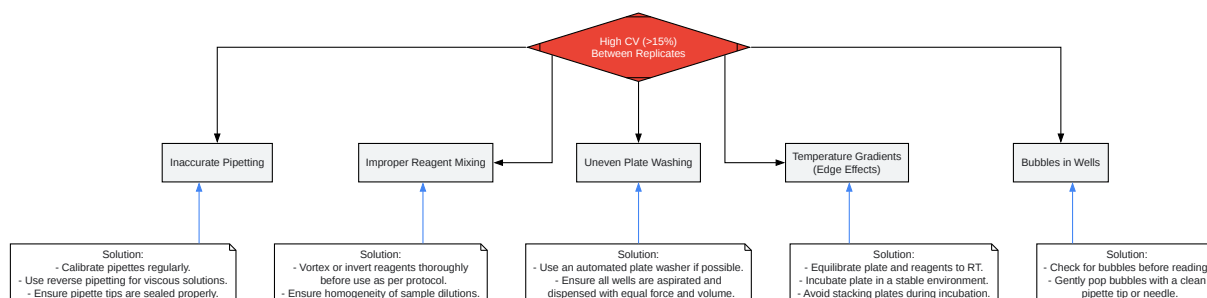 High CV (>15%)
Between Replicates
Inaccurate Pipetting
Improper Reagent Mixing
Uneven Plate Washing
Temperature Gradients
(Edge Effects)
Bubbles in Wells
Solution:
- Calibrate pipettes regularly.
- Use reverse pipetting for viscous solutions.
- Ensure pipette tips are sealed properly.
Solution:
- Vortex or invert reagents thoroughly
before use as per protocol.
- Ensure homogeneity of sample dilutions.
Solution:
- Use an automated plate washer if possible.
- Ensure all wells are aspirated and
dispensed with equal force and volume.
Solution:
- Equilibrate plate and reagents to RT.
- Incubate plate in a stable environment.
- Avoid stacking plates during incubation.
Solution:
- Check for bubbles before reading.
- Gently pop bubbles with a clean
pipette tip or needle.